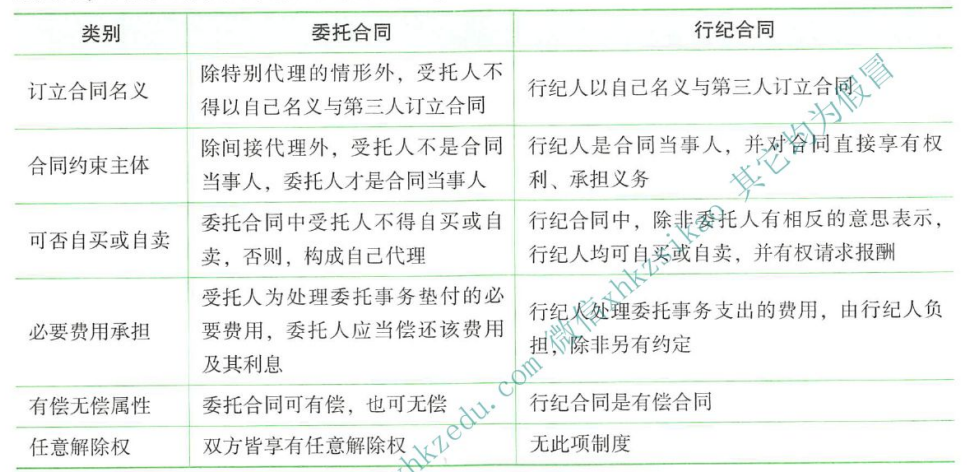 类别 委托合同 行纪合同
订立合同名义
除特别代理的情形外，受托人不
得以自己名义与第三人订立合同
行纪人以自己名义与第三人订立合同
合同约束主体
除间接代理外，受托人不是合同
当事人，委托人才是合同当事人
行纪人是合同当事人，并对合同直接享有权
利、承担义务
可否自买或自卖
委托合同中受托人不得自买或自
卖，否则，构成自己代理
行纪合同中，除非委托人有相反的意思表示，
行纪人均可自买或自卖，并有权请求报酬
必要费用承担
受托人为处理委托事务垫付的必
要费用，委托人应当偿还该费用
及其利息
行纪人处理委托事务支出的费用，由行纪人负
担，除非另有约定
有偿无偿属性 委托合同可有偿，也可无偿 行纪合同是有偿合同
任意解除权 双方皆享有任意解除权 无此项制度
xhkzedu.com 微信xhkzsikao 其它均为假冒